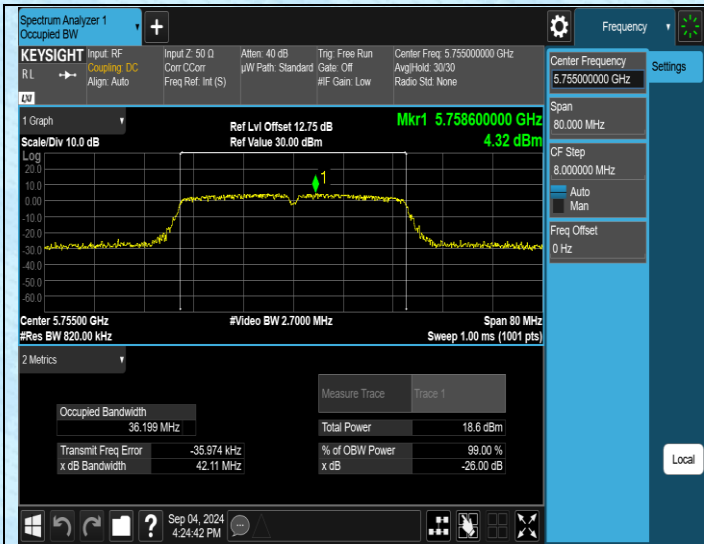 Spectrum Analyzer 1
Occupied BW
Frequency
KEYSIGHT
RL
LXI
Input: RF
Coupling: DC
Align: Auto
Input Z: 50 Ω
Corr CCorr
Freq Ref: Int (S)
Atten: 40 dB
µW Path: Standard
Trig: Free Run
Gate: Off
#IF Gain: Low
Center Freq: 5.755000000 GHz
Avg|Hold: 30/30
Radio Std: None
1 Graph
Scale/Div 10.0 dB
Ref Lvl Offset 12.75 dB
Ref Value 30.00 dBm
Mkr1 5.758600000 GHz
4.32 dBm
Log
20.0
10.0
0.00
-10.0
-20.0
-30.0
-40.0
-50.0
-60.0
1
Center 5.75500 GHz
#Res BW 820.00 kHz
#Video BW 2.7000 MHz
Span 80 MHz
Sweep 1.00 ms (1001 pts)
2 Metrics
Measure Trace
Trace 1
Occupied Bandwidth
36.199 MHz
Total Power
18.6 dBm
Transmit Freq Error
-35.974 kHz
% of OBW Power
99.00 %
x dB Bandwidth
42.11 MHz
x dB
-26.00 dB
Center Frequency
5.755000000 GHz
Settings
Span
80.000 MHz
CF Step
8.000000 MHz
Auto
Man
Freq Offset
0 Hz
Local
?
Sep 04, 2024
4:24:42 PM